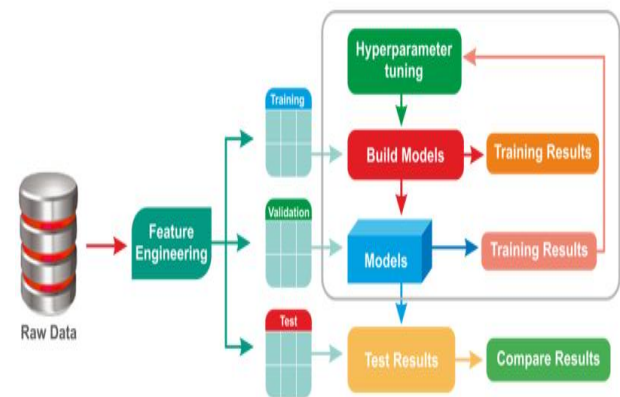 Raw Data
Feature
Engineering
Training
Validation
Test
Hyperparameter
tuning
Build Models
Training Results
Models
Training Results
Test Results
Compare Results